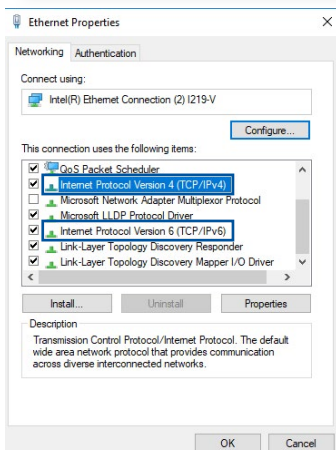 Ethernet Properties
Networking Authentication
Connect using:
Intel(R) Ethernet Connection (2) I219-V
Configure...
This connection uses the following items:
QoS Packet Scheduler
Internet Protocol Version 4 (TCP/IPv4)
Microsoft Network Adapter Multiplexor Protocol
Microsoft LLDP Protocol Driver
Internet Protocol Version 6 (TCP/IPv6)
Link-Layer Topology Discovery Responder
Link-Layer Topology Discovery Mapper I/O Driver
Install... Uninstall Properties
Description
Transmission Control Protocol/Internet Protocol. The default
wide area network protocol that provides communication
across diverse interconnected networks.
OK Cancel